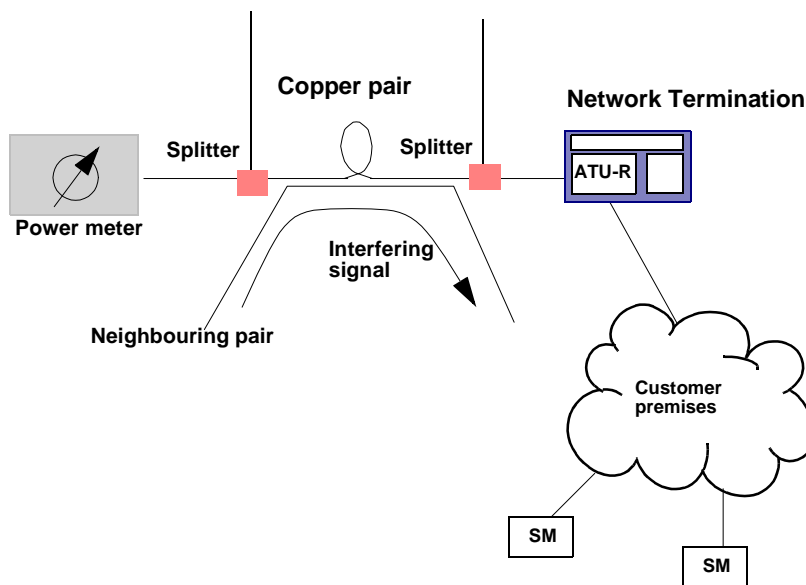 Copper pair
Network Termination
Splitter
Splitter
ATU-R
Power meter
Interfering
signal
Neighbouring pair
Customer
premises
SM
SM